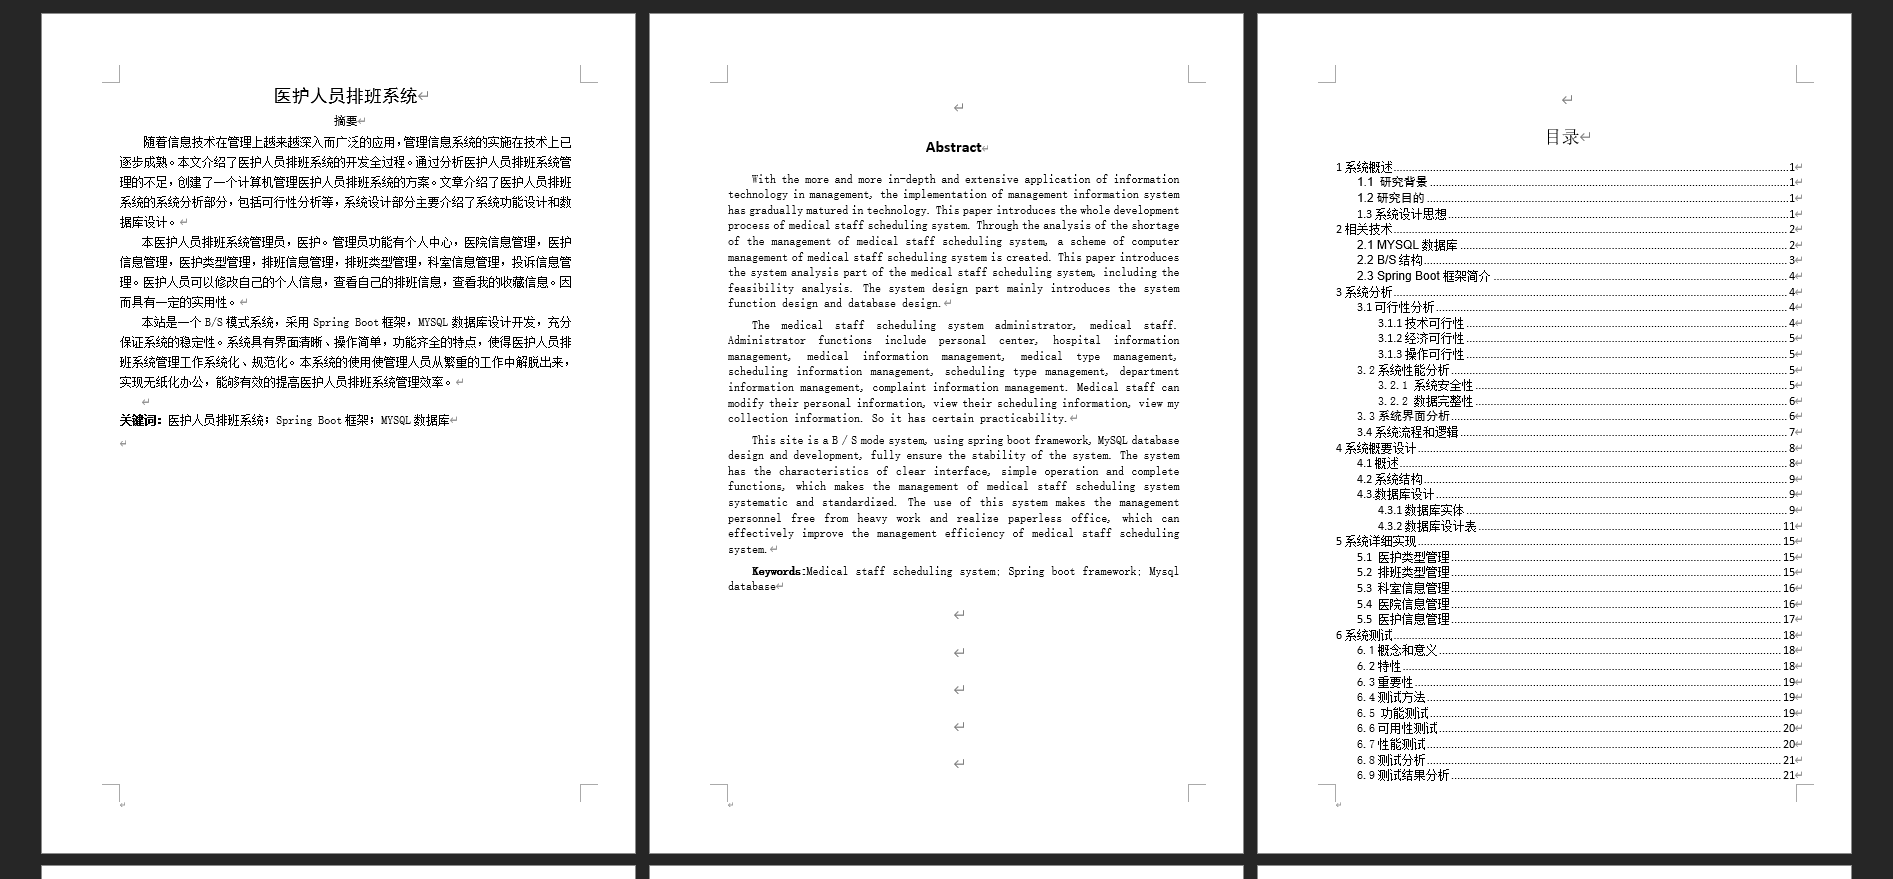 医护人员排班系统
摘要
随着信息技术在管理上越来越深入而广泛的应用，管理信息系统的实施在技术上已
逐步成熟。本文介绍了医护人员排班系统的开发全过程。通过分析医护人员排班系统管
理的不足，创建了一个计算机管理医护人员排班系统的方案。文章介绍了医护人员排班
系统的系统分析部分，包括可行性分析等，系统设计部分主要介绍了系统功能设计和数
据库设计。
本医护人员排班系统管理员，医护。管理员功能有个人中心，医院信息管理，医护
信息管理，医护类型管理，排班信息管理，排班类型管理，科室信息管理，投诉信息管
理。医护人员可以修改自己的个人信息，查看自己的排班信息，查看我的收藏信息。因
而具有一定的实用性。
本站是一个 B/S 模式系统，采用 Spring Boot 框架，MYSQL 数据库设计开发，充分
保证系统的稳定性。系统具有界面清晰、操作简单，功能齐全的特点，使得医护人员排
班系统管理工作系统化、规范化。本系统的使用使管理人员从繁重的工作中解脱出来，
实现无纸化办公，能够有效的提高医护人员排班系统管理效率。
关键词：医护人员排班系统；Spring Boot 框架；MYSQL 数据库
Abstract
With the more and more in-depth and extensive application of information
technology in management, the implementation of management information system
has gradually matured in technology. This paper introduces the whole development
process of medical staff scheduling system. Through the analysis of the shortage
of the management of medical staff scheduling system, a scheme of computer
management of medical staff scheduling system is created. This paper introduces
the system analysis part of the medical staff scheduling system, including the
feasibility analysis. The system design part mainly introduces the system
function design and database design.
The medical staff scheduling system administrator, medical staff.
Administrator functions include personal center, hospital information
management, medical information management, medical type management,
scheduling information management, scheduling type management, department
information management, complaint information management. Medical staff can
modify their personal information, view their scheduling information, view my
collection information. So it has certain practicability.
This site is a B / S mode system, using spring boot framework, MySQL database
design and development, fully ensure the stability of the system. The system
has the characteristics of clear interface, simple operation and complete
functions, which makes the management of medical staff scheduling system
systematic and standardized. The use of this system makes the management
personnel free from heavy work and realize paperless office, which can
effectively improve the management efficiency of medical staff scheduling
system.
Keywords:Medical staff scheduling system; Spring boot framework; Mysql
database
目录
1 系统概述 1
1.1 研究背景 1
1.2 研究目的 1
1.3 系统设计思想 1
2 相关技术 2
2.1 MYSQL 数据库 2
2.2 B/S 结构 3
2.3 Spring Boot 框架简介 4
3 系统分析 4
3.1 可行性分析 4
3.1.1 技术可行性 4
3.1.2 经济可行性 5
3.1.3 操作可行性 5
3.2 系统性能分析 5
3.2.1 系统安全性 5
3.2.2 数据完整性 6
3.3 系统界面分析 6
3.4 系统流程和逻辑 7
4 系统概要设计 8
4.1 概述 8
4.2 系统结构 9
4.3 数据库设计 9
4.3.1 数据库实体 9
4.3.2 数据库设计表 11
5 系统详细实现 15
5.1 医护类型管理 15
5.2 排班类型管理 15
5.3 科室信息管理 16
5.4 医院信息管理 16
5.5 医护信息管理 17
6 系统测试 18
6.1 概念和意义 18
6.2 特性 18
6.3 重要性 19
6.4 测试方法 19
6.5 功能测试 19
6.6 可用性测试 20
6.7 性能测试 20
6.8 测试分析 21
6.9 测试结果分析 21